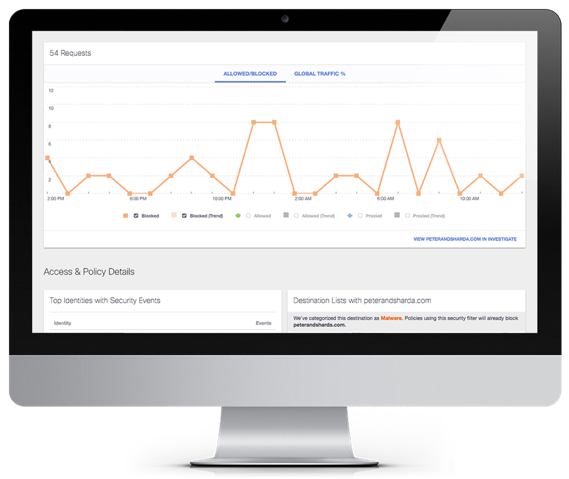 54 Requests
ALLOWED/BLOCKED GLOBAL TRAFFIC %
12
10
8
6
4
2
0
2:00 PM 6:00 PM 10:00 PM 2:00 AM 6:00 AM 10:00 AM
Blocked Blocked (Trend) Allowed Allowed (Trend) Proxied Proxied (Trend)
VIEW PETERANDSHARDA.COM IN INVESTIGATE
Access & Policy Details
Top Identities with Security Events
Identity Events
Destination Lists with peterandsharda.com
We've categorized this destination as Malware. Policies using this security filter will already block
peterandsharda.com.